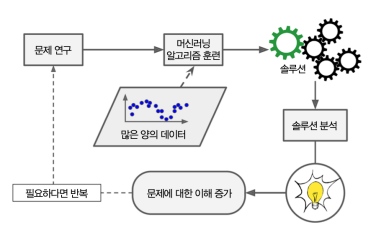 문제 연구
머신러닝
알고리즘 훈련
솔루션
많은 양의 데이터
솔루션 분석
문제에 대한 이해 증가
필요하다면 반복